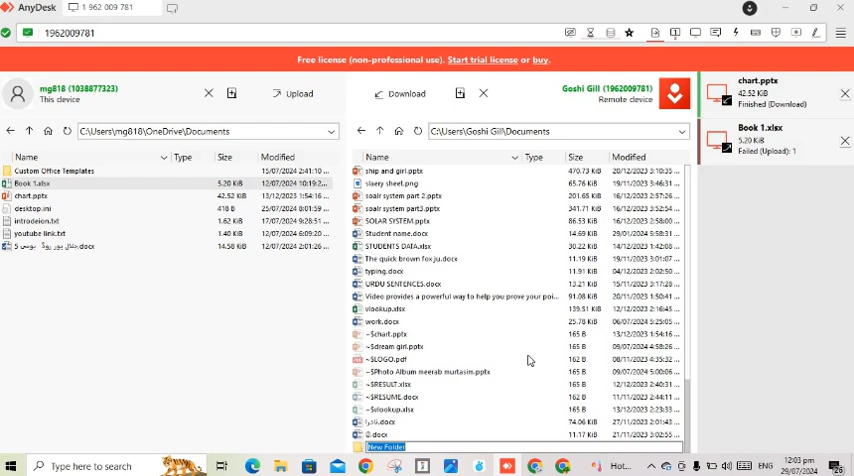 AnyDesk
1 962 009 781
1962009781
Free license (non-professional use). Start trial license or buy.
mg818 (1038877323)
This device
Upload
Download
Goshi Gill (1962009781)
Remote device
chart.pptx
42.52 KiB
Finished (Download)
Book 1.xlsx
5.20 KiB
Failed (Upload): 1
C:\Users\mg818\OneDrive\Documents
C:\Users\Goshi Gill\Documents
Name Type Size Modified
Custom Office Templates 15/07/2024 2:41:10 ...
Book 1.xlsx 5.20 KiB 12/07/2024 10:19:2...
chart.pptx 42.52 KiB 13/12/2023 1:54:16 ...
desktop.ini 418 B 25/07/2024 8:01:59 ...
introdeion.txt 1.62 KiB 17/07/2024 9:28:51 ...
youtube link.txt 1.40 KiB 12/07/2024 6:09:20 ...
14.58 KiB 12/07/2024 2:01:26 ...
Name Type Size Modified
ship and girl.pptx 470.73 KiB 20/12/2023 3:10:35 ...
slaery sheet.png 65.76 KiB 19/11/2023 3:46:31 ...
soalr system part 2.pptx 201.65 KiB 16/12/2023 2:57:54 ...
soalr system part3.pptx 341.71 KiB 16/12/2023 3:52:54 ...
SOLAR SYSTEM.pptx 86.53 KiB 16/12/2023 2:58:00 ...
Student name.docx 14.69 KiB 29/01/2024 5:58:31 ...
STUDENTS DATA.xlsx 30.22 KiB 14/12/2023 1:42:08 ...
The quick brown fox ju.docx 11.19 KiB 19/11/2023 3:01:07 ...
typing.docx 11.91 KiB 04/12/2023 2:02:50 ...
URDU SENTENCES.docx 13.21 KiB 15/11/2023 3:17:28 ...
Video provides a powerful way to help you prove your poi... 91.08 KiB 20/11/2023 1:50:41 ...
vlookup.xlsx 139.51 KiB 12/12/2023 2:16:45 ...
work.docx 25.78 KiB 06/07/2024 5:25:05 ...
~$chart.pptx 165 B 13/12/2023 1:54:16 ...
~$dream girl.pptx 165 B 09/07/2024 4:58:26 ...
~$LOGO.pdf 162 B 08/11/2023 4:35:32 ...
~$Photo Album meerab murtasim.pptx 165 B 09/07/2024 5:00:06 ...
~$RESULT.xlsx 165 B 12/12/2023 2:40:31 ...
~$RESUME.docx 162 B 11/11/2023 2:44:11 ...
~$vlookup.xlsx 165 B 13/12/2023 2:23:33 ...
نادرا.docx 74.06 KiB 27/11/2023 2:01:43 ...
@.docx 11.17 KiB 21/11/2023 3:02:55 ...
New Folder
Type here to search
Hot...
12:03 pm
29/07/2024
26